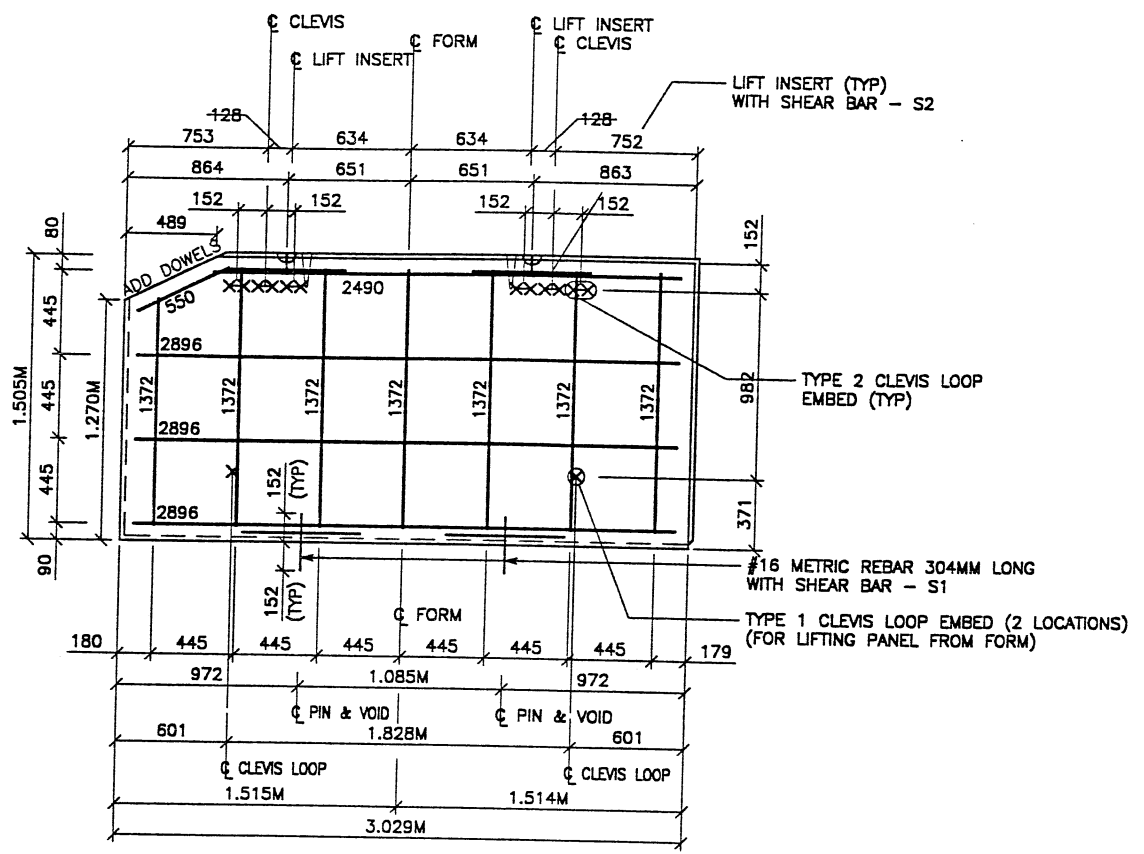 ℄ CLEVIS
℄ LIFT INSERT
℄ FORM
℄ LIFT INSERT
℄ CLEVIS
LIFT INSERT (TYP)
WITH SHEAR BAR – S2
128
128
753
634
634
752
864
651
651
863
152
152
152
152
489
80
152
ADD DOWELS
550
2490
445
2896
1372
1372
1372
1372
1372
1372
1.505M
445
1.270M
982
TYPE 2 CLEVIS LOOP
EMBED (TYP)
2896
445
152
(TYP)
2896
371
90
152
(TYP)
#16 METRIC REBAR 304MM LONG
WITH SHEAR BAR – S1
℄ FORM
TYPE 1 CLEVIS LOOP EMBED (2 LOCATIONS)
(FOR LIFTING PANEL FROM FORM)
180
445
445
445
445
445
445
179
972
1.085M
972
℄ PIN & VOID
℄ PIN & VOID
601
1.828M
601
℄ CLEVIS LOOP
℄ CLEVIS LOOP
1.515M
1.514M
3.029M